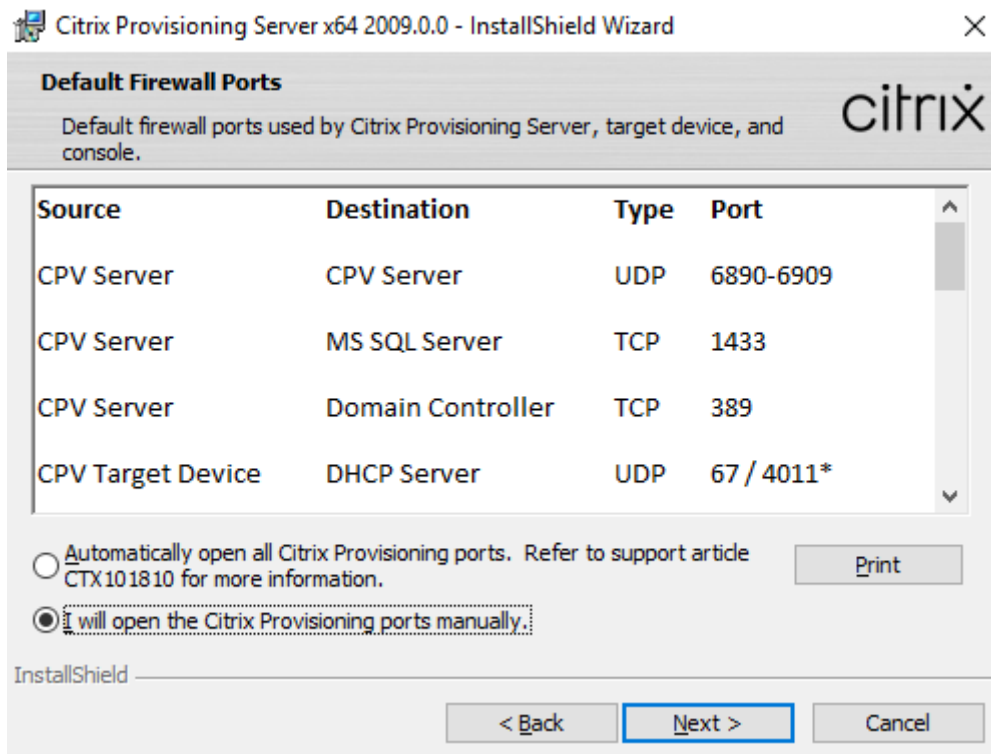 Citrix Provisioning Server x64 2009.0.0 - InstallShield Wizard
Default Firewall Ports
Default firewall ports used by Citrix Provisioning Server, target device, and
console.
citrix
Source Destination Type Port
CPV Server CPV Server UDP 6890-6909
CPV Server MS SQL Server TCP 1433
CPV Server Domain Controller TCP 389
CPV Target Device DHCP Server UDP 67 / 4011*
Automatically open all Citrix Provisioning ports. Refer to support article
CTX101810 for more information.
Print
I will open the Citrix Provisioning ports manually.
InstallShield
< Back Next > Cancel